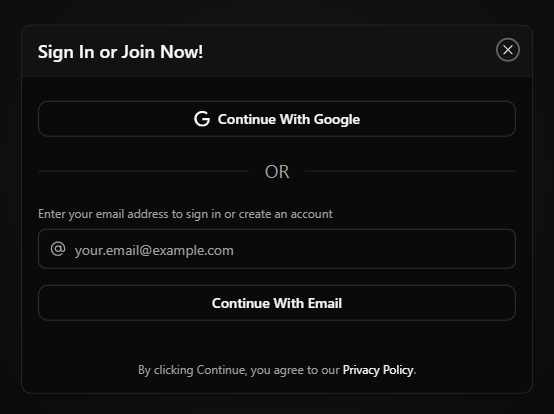 Sign In or Join Now!
Continue With Google
OR
Enter your email address to sign in or create an account
your.email@example.com
Continue With Email
By clicking Continue, you agree to our Privacy Policy.